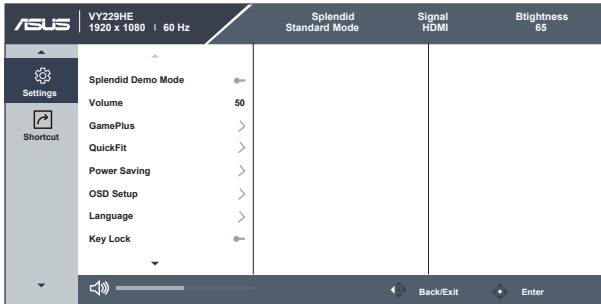 ASUS
VY229HE
1920 x 1080 | 60 Hz
Splendid
Standard Mode
Signal
HDMI
Btightness
65
Settings
Shortcut
Splendid Demo Mode
Volume 50
GamePlus
QuickFit
Power Saving
OSD Setup
Language
Key Lock
Back/Exit
Enter